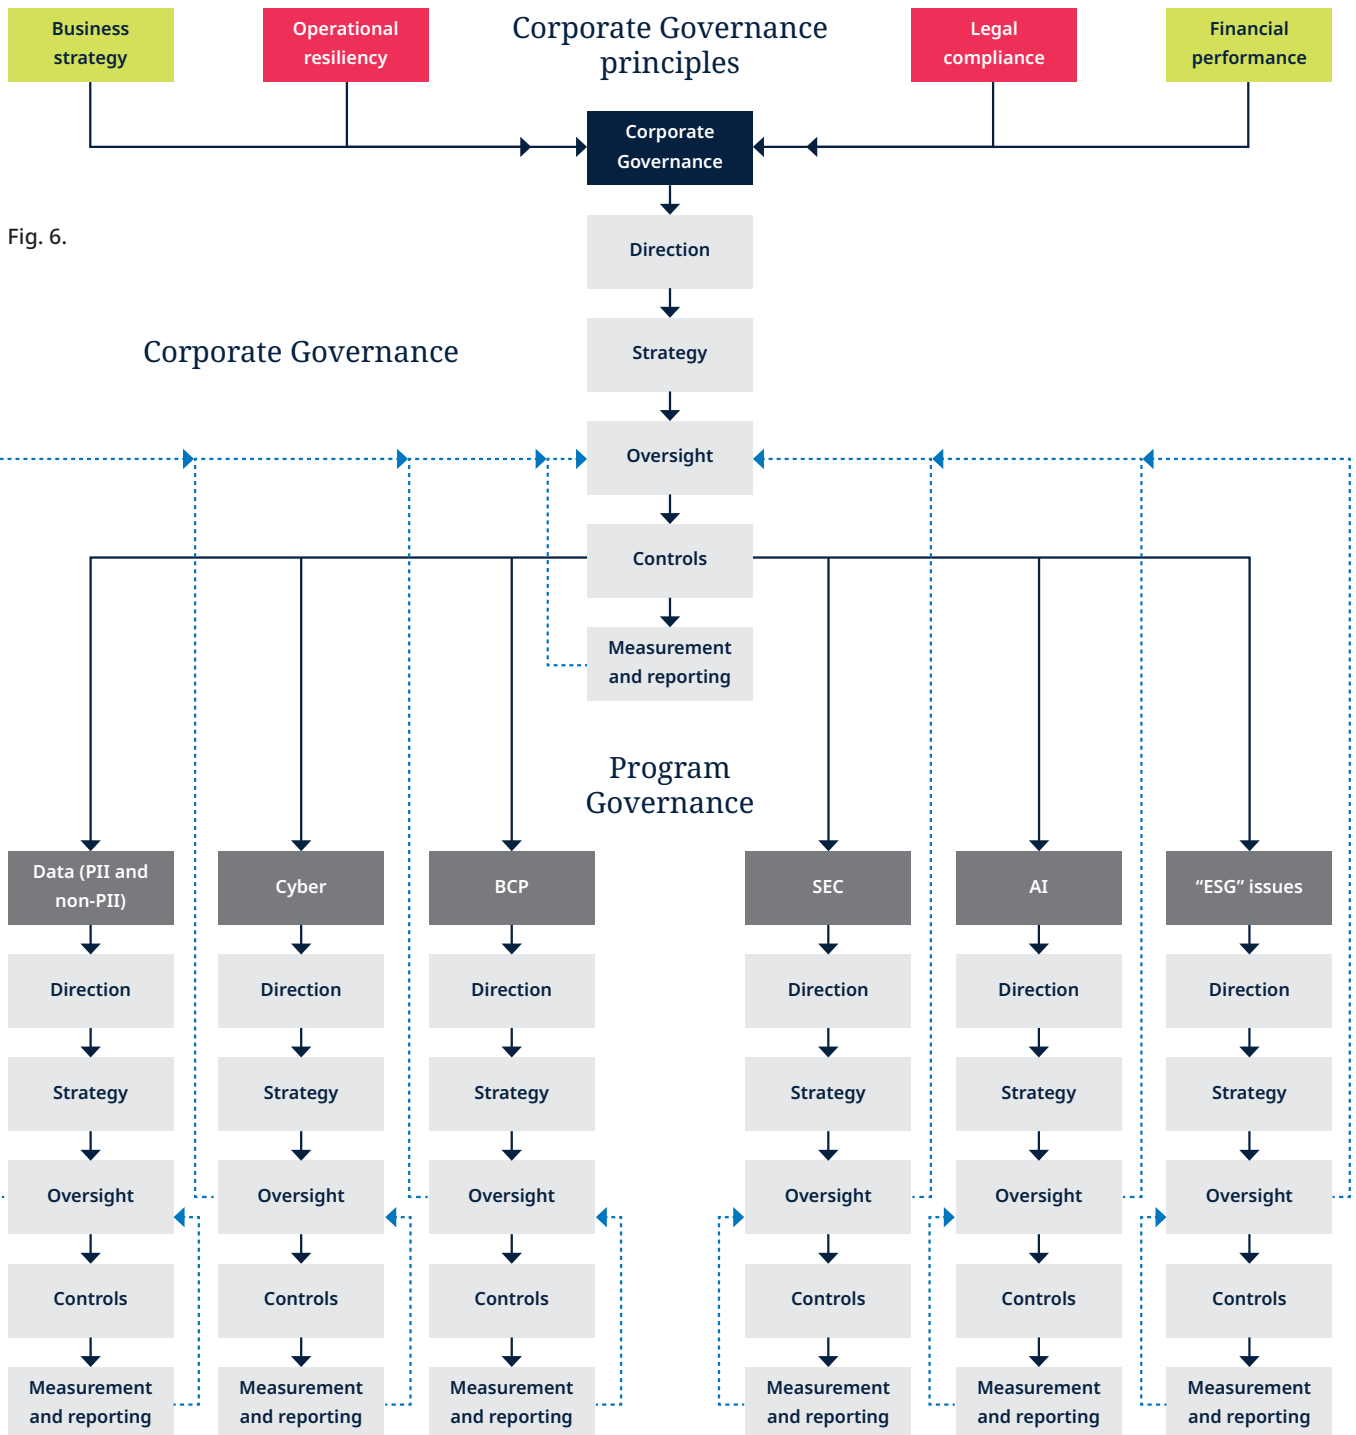 Business
strategy
Operational
resiliency
Corporate Governance
principles
Legal
compliance
Financial
performance
Corporate
Governance
Fig. 6.
Direction
Corporate Governance
Strategy
Oversight
Controls
Measurement
and reporting
Program
Governance
Data (PII and
non-PII)
Cyber
BCP
SEC
AI
“ESG” issues
Direction
Direction
Direction
Direction
Direction
Direction
Strategy
Strategy
Strategy
Strategy
Strategy
Strategy
Oversight
Oversight
Oversight
Oversight
Oversight
Oversight
Controls
Controls
Controls
Controls
Controls
Controls
Measurement
and reporting
Measurement
and reporting
Measurement
and reporting
Measurement
and reporting
Measurement
and reporting
Measurement
and reporting